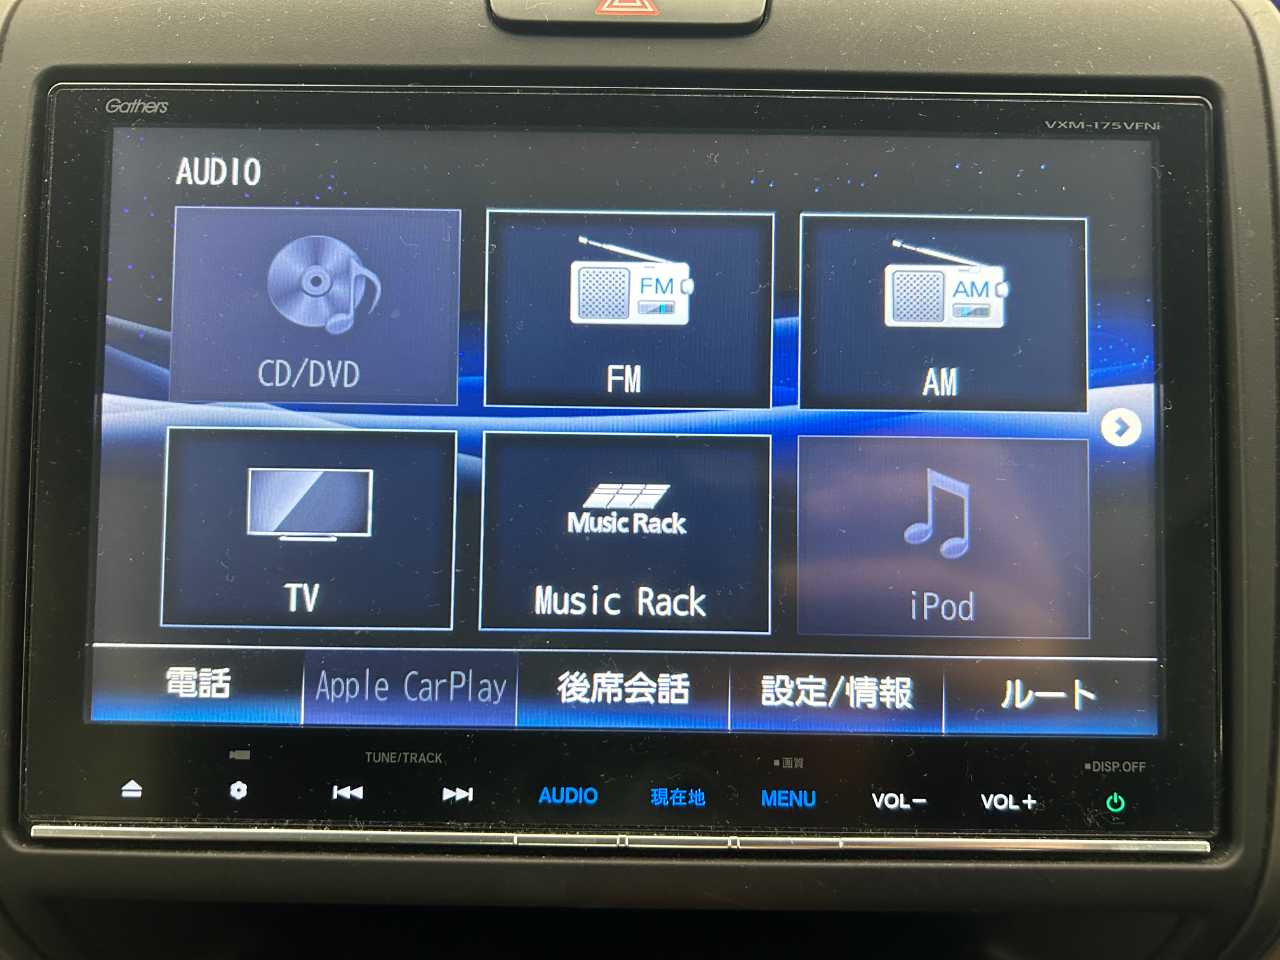 Gathers
VXM-175VFNi
AUDIO
FM
AM
CD/DVD
FM
AM
Music Rack
TV
Music Rack
iPod
電話
Apple CarPlay
後席会話
設定/情報
ルート
TUNE/TRACK
画質
DISP.OFF
AUDIO
現在地
MENU
VOL−
VOL+